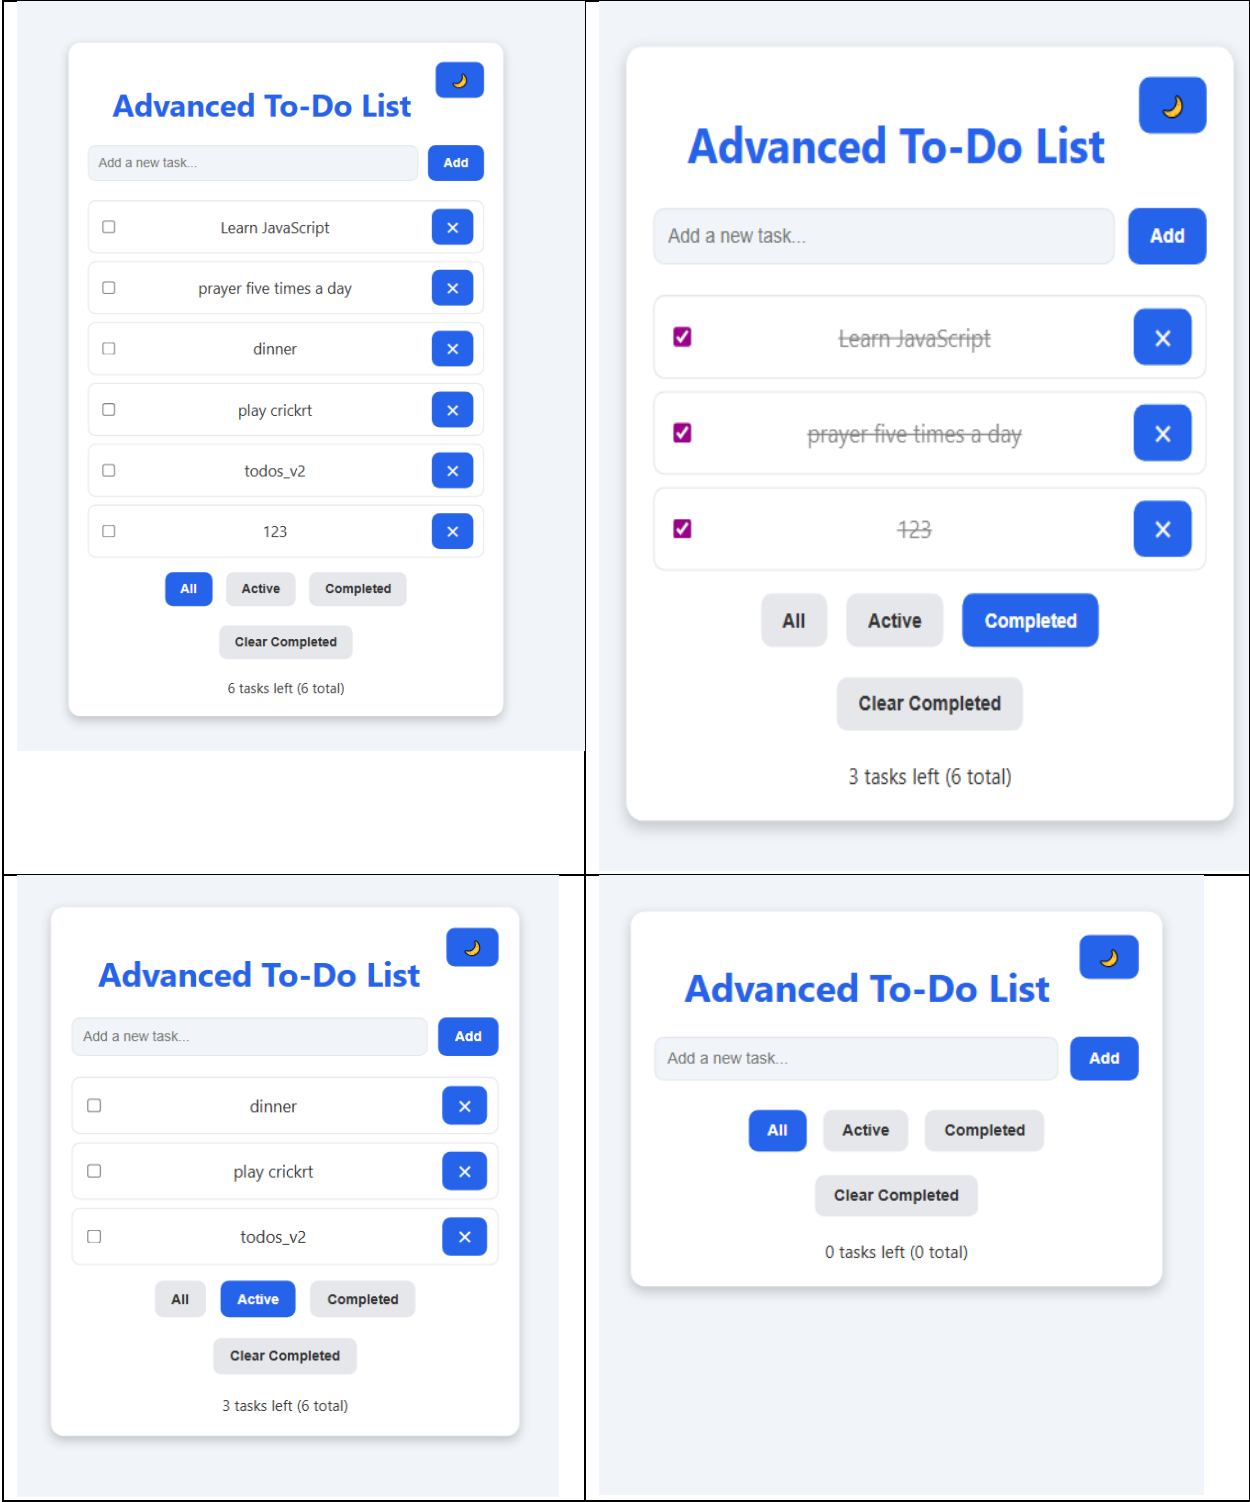 Advanced To-Do List
Add a new task...
Add
Learn JavaScript
prayer five times a day
dinner
play crickrt
todos_v2
123
All
Active
Completed
Clear Completed
6 tasks left (6 total)
Advanced To-Do List
Add a new task...
Add
Learn JavaScript
prayer five times a day
123
All
Active
Completed
Clear Completed
3 tasks left (6 total)
Advanced To-Do List
Add a new task...
Add
dinner
play crickrt
todos_v2
All
Active
Completed
Clear Completed
3 tasks left (6 total)
Advanced To-Do List
Add a new task...
Add
All
Active
Completed
Clear Completed
0 tasks left (0 total)